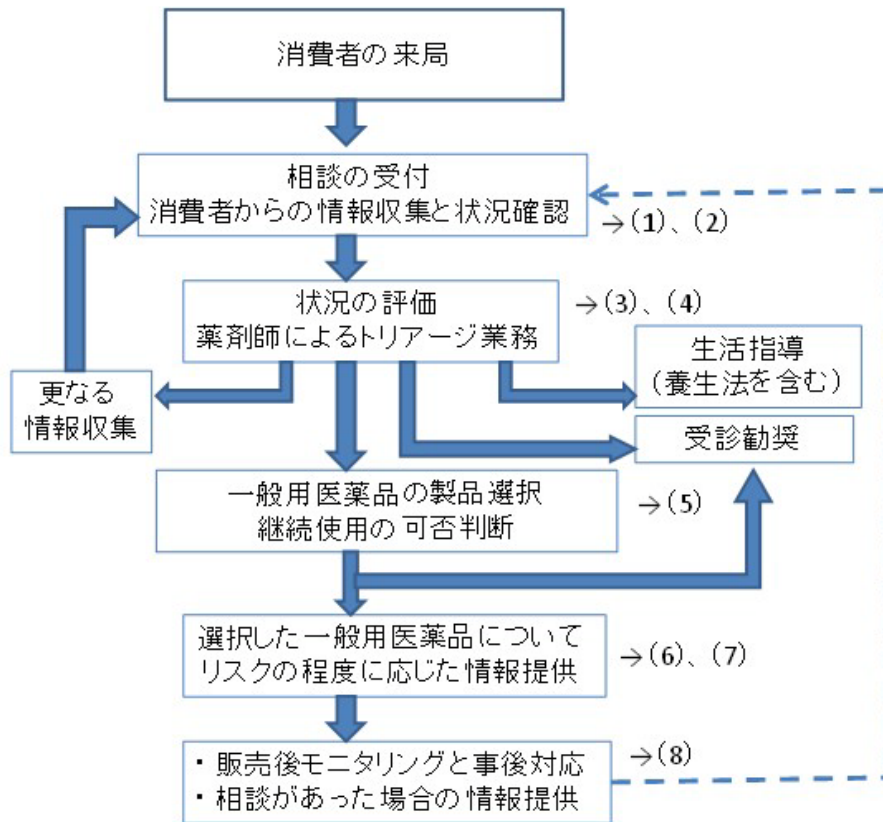 消費者の来局
相談の受付
消費者からの情報収集と状況確認
→(1)、(2)
状況の評価
薬剤師によるトリアージ業務
→(3)、(4)
生活指導
(養生法を含む)
更なる
情報収集
受診勧奨
一般用医薬品の製品選択
継続使用の可否判断
→(5)
選択した一般用医薬品について
リスクの程度に応じた情報提供
→(6)、(7)
・販売後モニタリングと事後対応
・相談があった場合の情報提供
→(8)